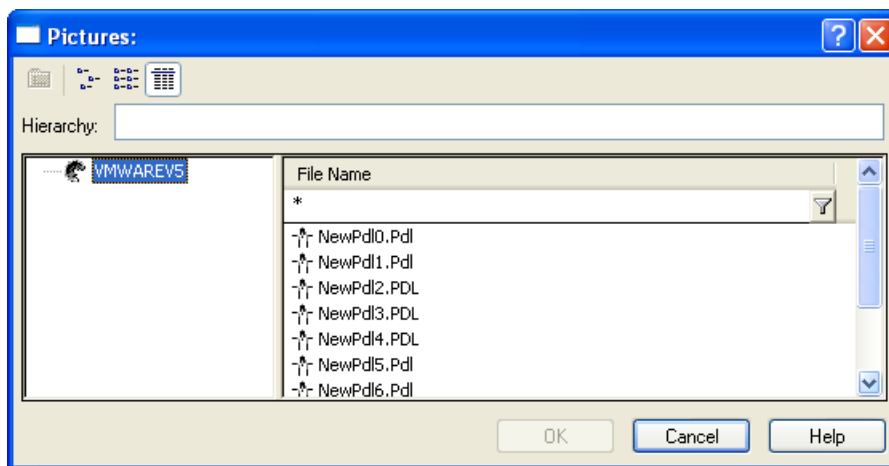 Pictures:
Hierarchy:
VMWAREV5
File Name
*
NewPdl0.Pdl
NewPdl1.Pdl
NewPdl2.PDL
NewPdl3.PDL
NewPdl4.PDL
NewPdl5.Pdl
NewPdl6.Pdl
OK Cancel Help